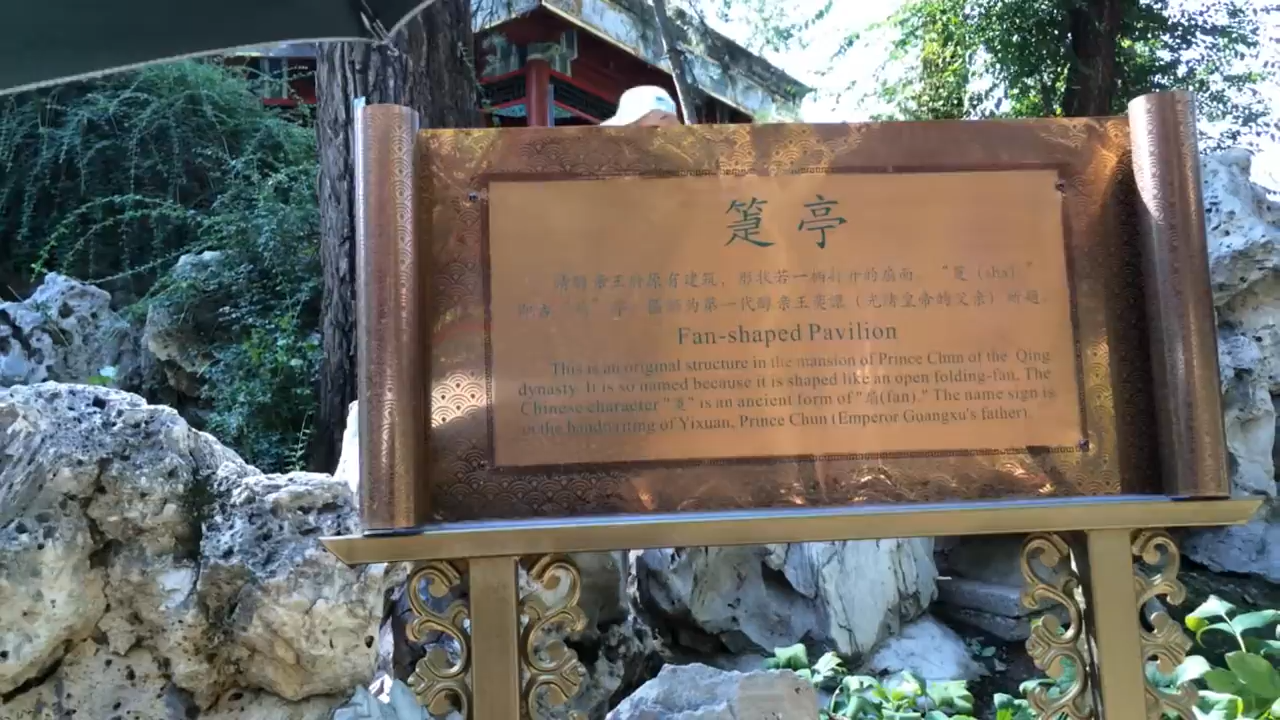 箑亭
清醇亲王府原有建筑，形状若一柄打开的扇面。“箑（shà）”
即古“扇”字。匾额为第一代醇亲王奕譞（光绪皇帝的父亲）所题
Fan-shaped Pavilion
This is an original structure in the mansion of Prince Chun of the Qing
dynasty. It is so named because it is shaped like an open folding-fan. The
Chinese character "箑" is an ancient form of "扇(fan)." The name sign is
in the handwriting of Yixuan, Prince Chun (Emperor Guangxu's father).